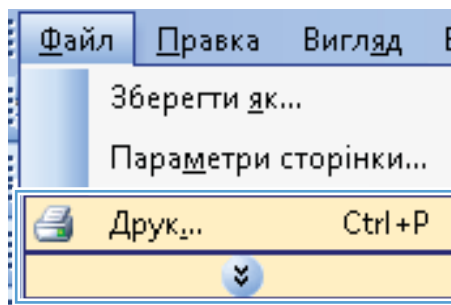 Файл Правка Вигляд
Зберегти як...
Параметри сторінки...
Друк... Ctrl+P